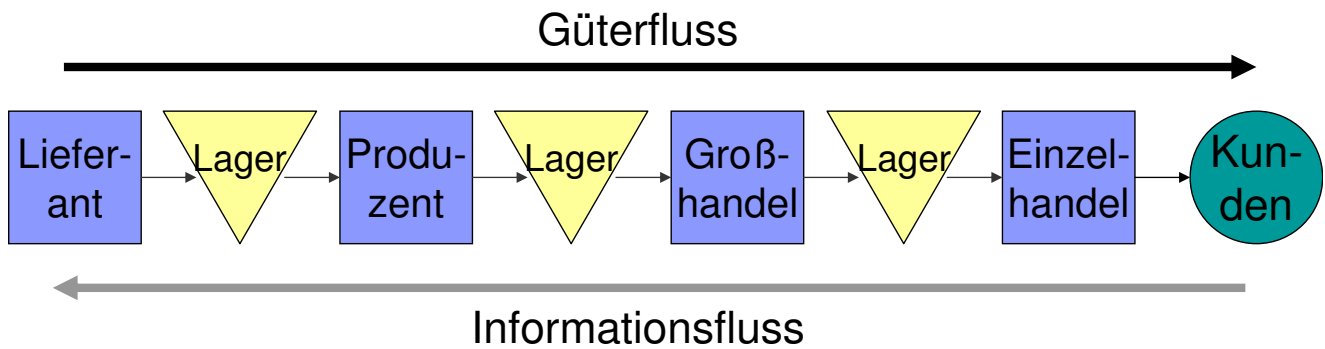 Güterfluss
Liefer-
ant
Lager
Produ-
zent
Lager
Groß-
handel
Lager
Einzel-
handel
Kun-
den
Informationsfluss